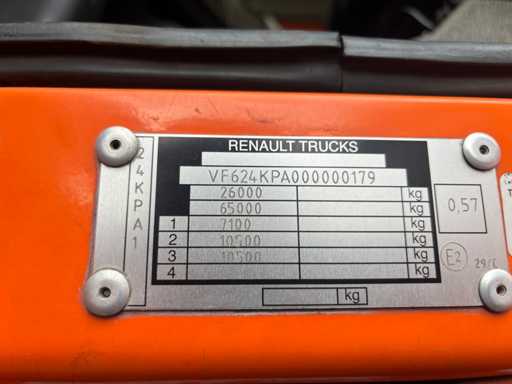 RENAULT TRUCKS
VF624KPA000000179
26000 kg
65000 kg
1 7100 kg
2 10500 kg
3 10500 kg
4 kg
kg
24KPA1
0,57
E2